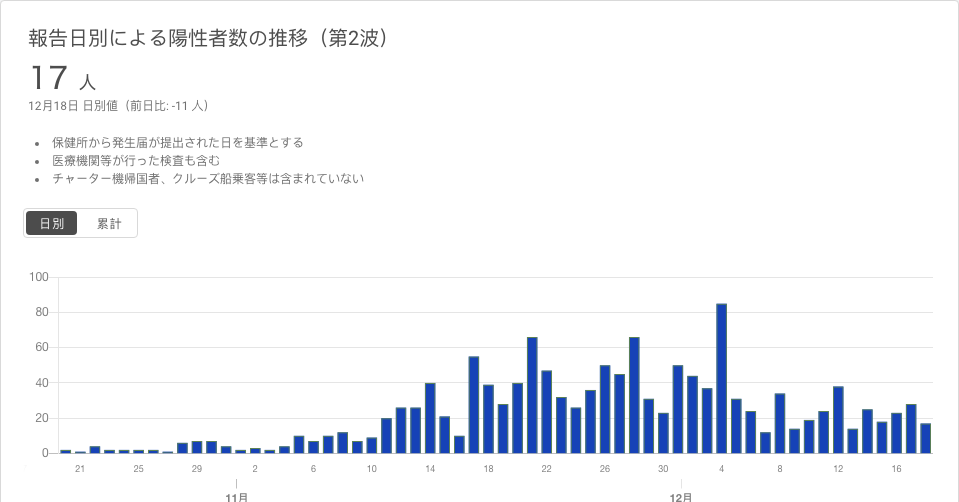 報告日別による陽性者数の推移（第2波）
17 人
12月18日 日別値（前日比: -11 人）
保健所から発生届が提出された日を基準とする
医療機関等が行った検査も含む
チャーター機帰国者、クルーズ船乗客等は含まれていない
日別 累計
100
80
60
40
20
0
21 25 29 2 6 10 14 18 22 26 30 4 8 12 16
11月 12月